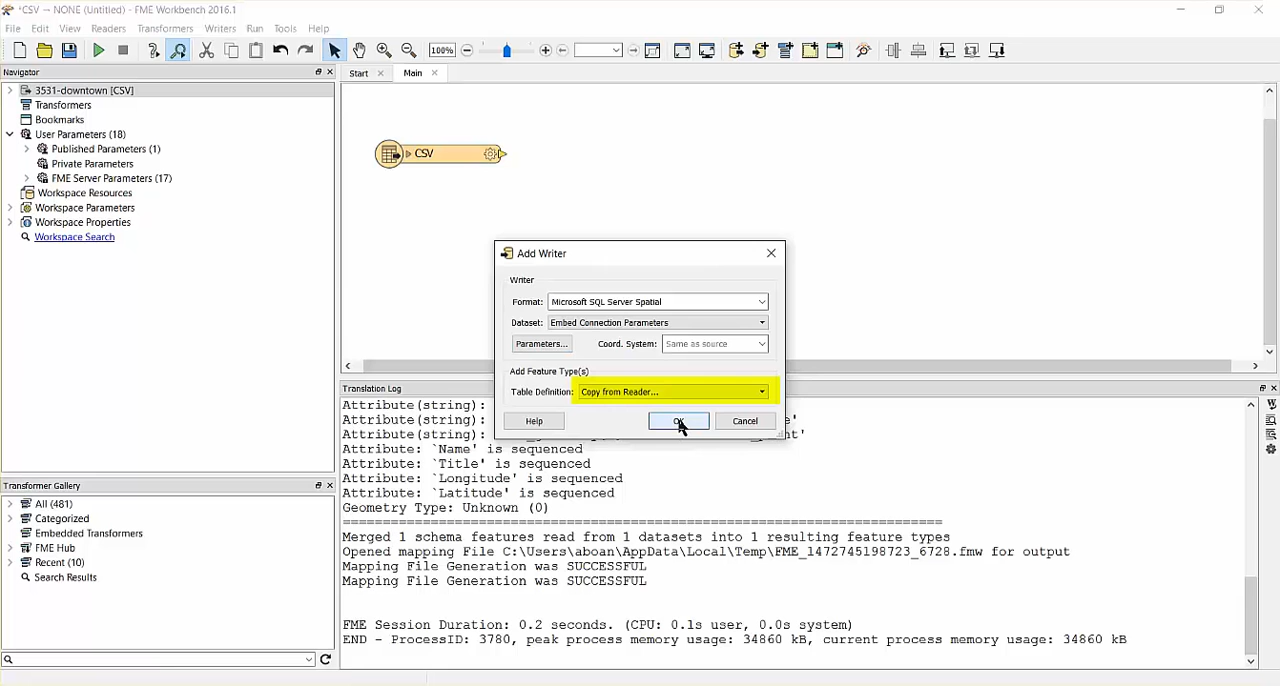 *CSV → NONE (Untitled) - FME Workbench 2016.1
File Edit View Readers Transformers Writers Run Tools Help
100%
Navigator
3531-downtown [CSV]
Transformers
Bookmarks
User Parameters (18)
Published Parameters (1)
Private Parameters
FME Server Parameters (17)
Workspace Resources
Workspace Parameters
Workspace Properties
Workspace Search
Transformer Gallery
All (481)
Categorized
Embedded Transformers
FME Hub
Recent (10)
Search Results
Start Main
CSV
Add Writer
Writer
Format: Microsoft SQL Server Spatial
Dataset: Embed Connection Parameters
Parameters... Coord. System: Same as source
Add Feature Type(s)
Table Definition: Copy from Reader...
Help Cancel
Translation Log
Attribute(string):
Attribute(string):
Attribute(string):
Attribute: `Name' is sequenced
Attribute: `Title' is sequenced
Attribute: `Longitude' is sequenced
Attribute: `Latitude' is sequenced
Geometry Type: Unknown (0)
Merged 1 schema features read from 1 datasets into 1 resulting feature types
Opened mapping File C:\Users\aboan\AppData\Local\Temp\FME_1472745198723_6728.fmw for output
Mapping File Generation was SUCCESSFUL
Mapping File Generation was SUCCESSFUL
FME Session Duration: 0.2 seconds. (CPU: 0.1s user, 0.0s system)
END - ProcessID: 3780, peak process memory usage: 34860 kB, current process memory usage: 34860 kB